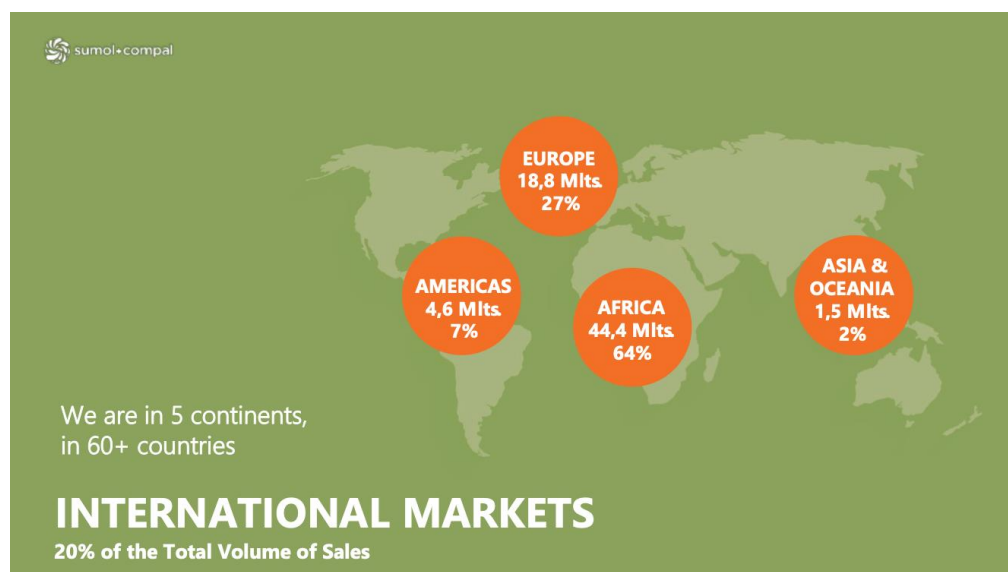 sumol+compal
EUROPE
18,8 Mlts.
27%
AMERICAS
4,6 Mlts.
7%
AFRICA
44,4 Mlts.
64%
ASIA &
OCEANIA
1,5 Mlts.
2%
We are in 5 continents,
in 60+ countries
INTERNATIONAL MARKETS
20% of the Total Volume of Sales